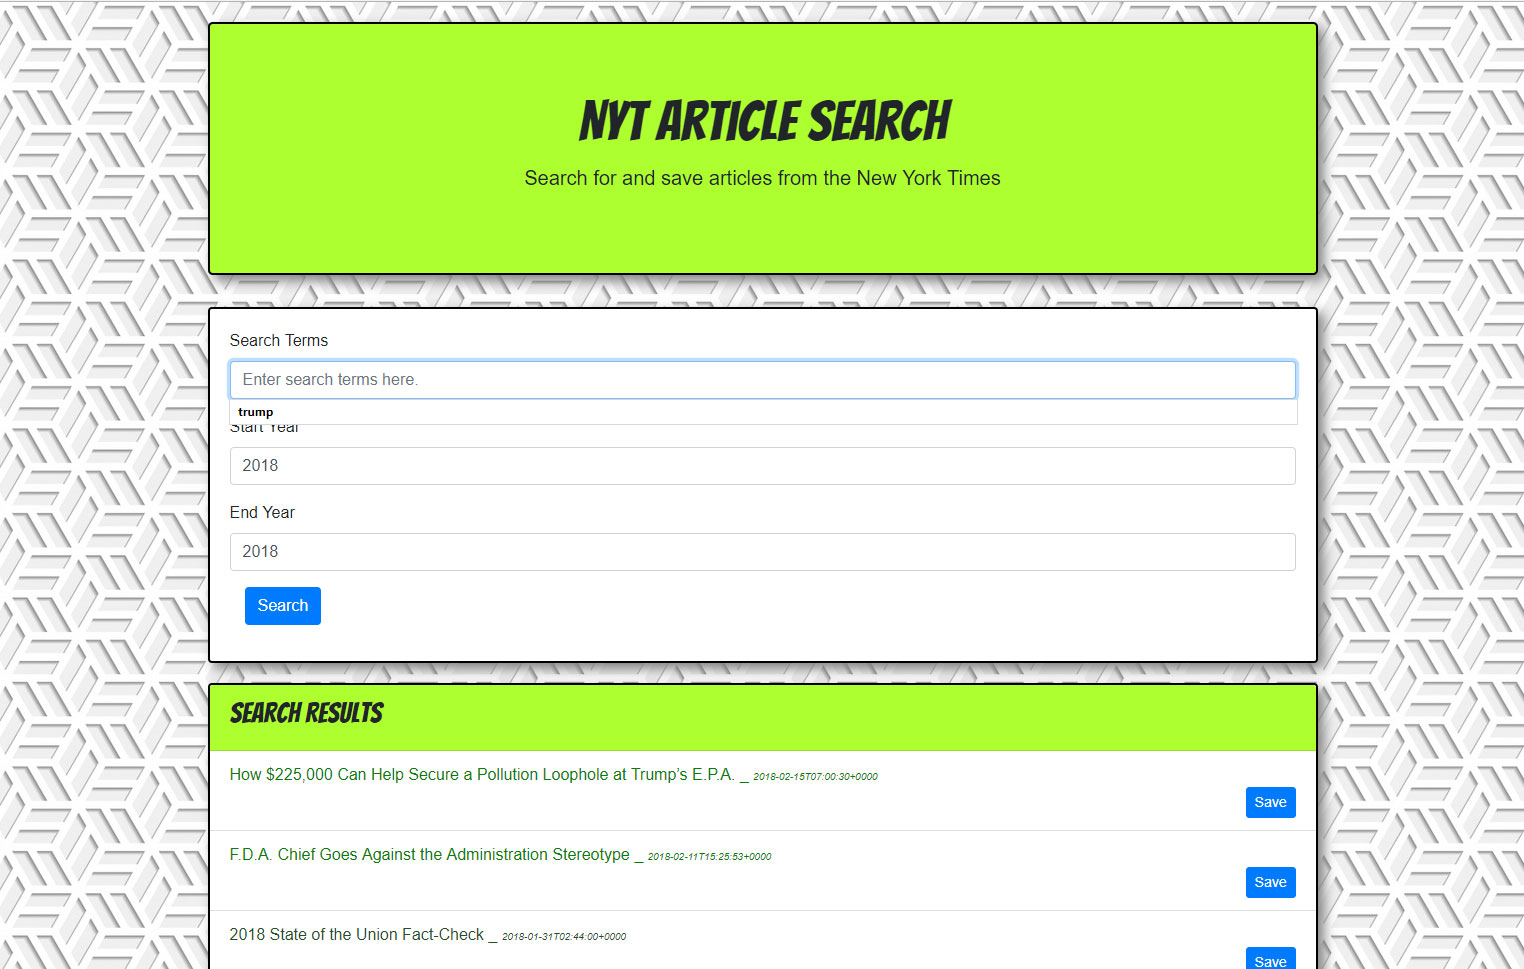 NYT ARTICLE SEARCH
Search for and save articles from the New York Times
Search Terms
Enter search terms here.
trump
Start Year
2018
End Year
2018
Search
SEARCH RESULTS
How $225,000 Can Help Secure a Pollution Loophole at Trump’s E.P.A. _ 2018-02-15T07:00:30+0000
Save
F.D.A. Chief Goes Against the Administration Stereotype _ 2018-02-11T15:25:53+0000
Save
2018 State of the Union Fact-Check _ 2018-01-31T02:44:00+0000
Save